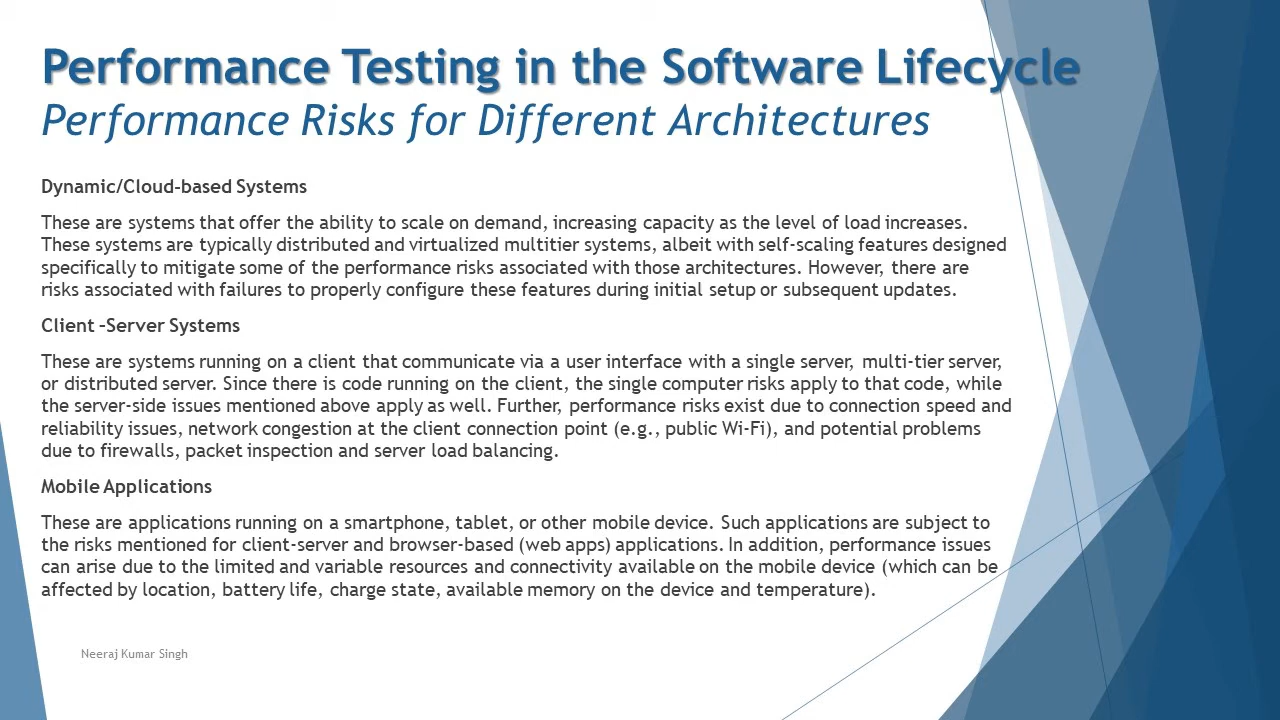 Performance Testing in the Software Lifecycle
Performance Risks for Different Architectures
Dynamic/Cloud-based Systems
These are systems that offer the ability to scale on demand, increasing capacity as the level of load increases.
These systems are typically distributed and virtualized multitier systems, albeit with self-scaling features designed
specifically to mitigate some of the performance risks associated with those architectures. However, there are
risks associated with failures to properly configure these features during initial setup or subsequent updates.
Client –Server Systems
These are systems running on a client that communicate via a user interface with a single server, multi-tier server,
or distributed server. Since there is code running on the client, the single computer risks apply to that code, while
the server-side issues mentioned above apply as well. Further, performance risks exist due to connection speed and
reliability issues, network congestion at the client connection point (e.g., public Wi-Fi), and potential problems
due to firewalls, packet inspection and server load balancing.
Mobile Applications
These are applications running on a smartphone, tablet, or other mobile device. Such applications are subject to
the risks mentioned for client-server and browser-based (web apps) applications. In addition, performance issues
can arise due to the limited and variable resources and connectivity available on the mobile device (which can be
affected by location, battery life, charge state, available memory on the device and temperature).
Neeraj Kumar Singh